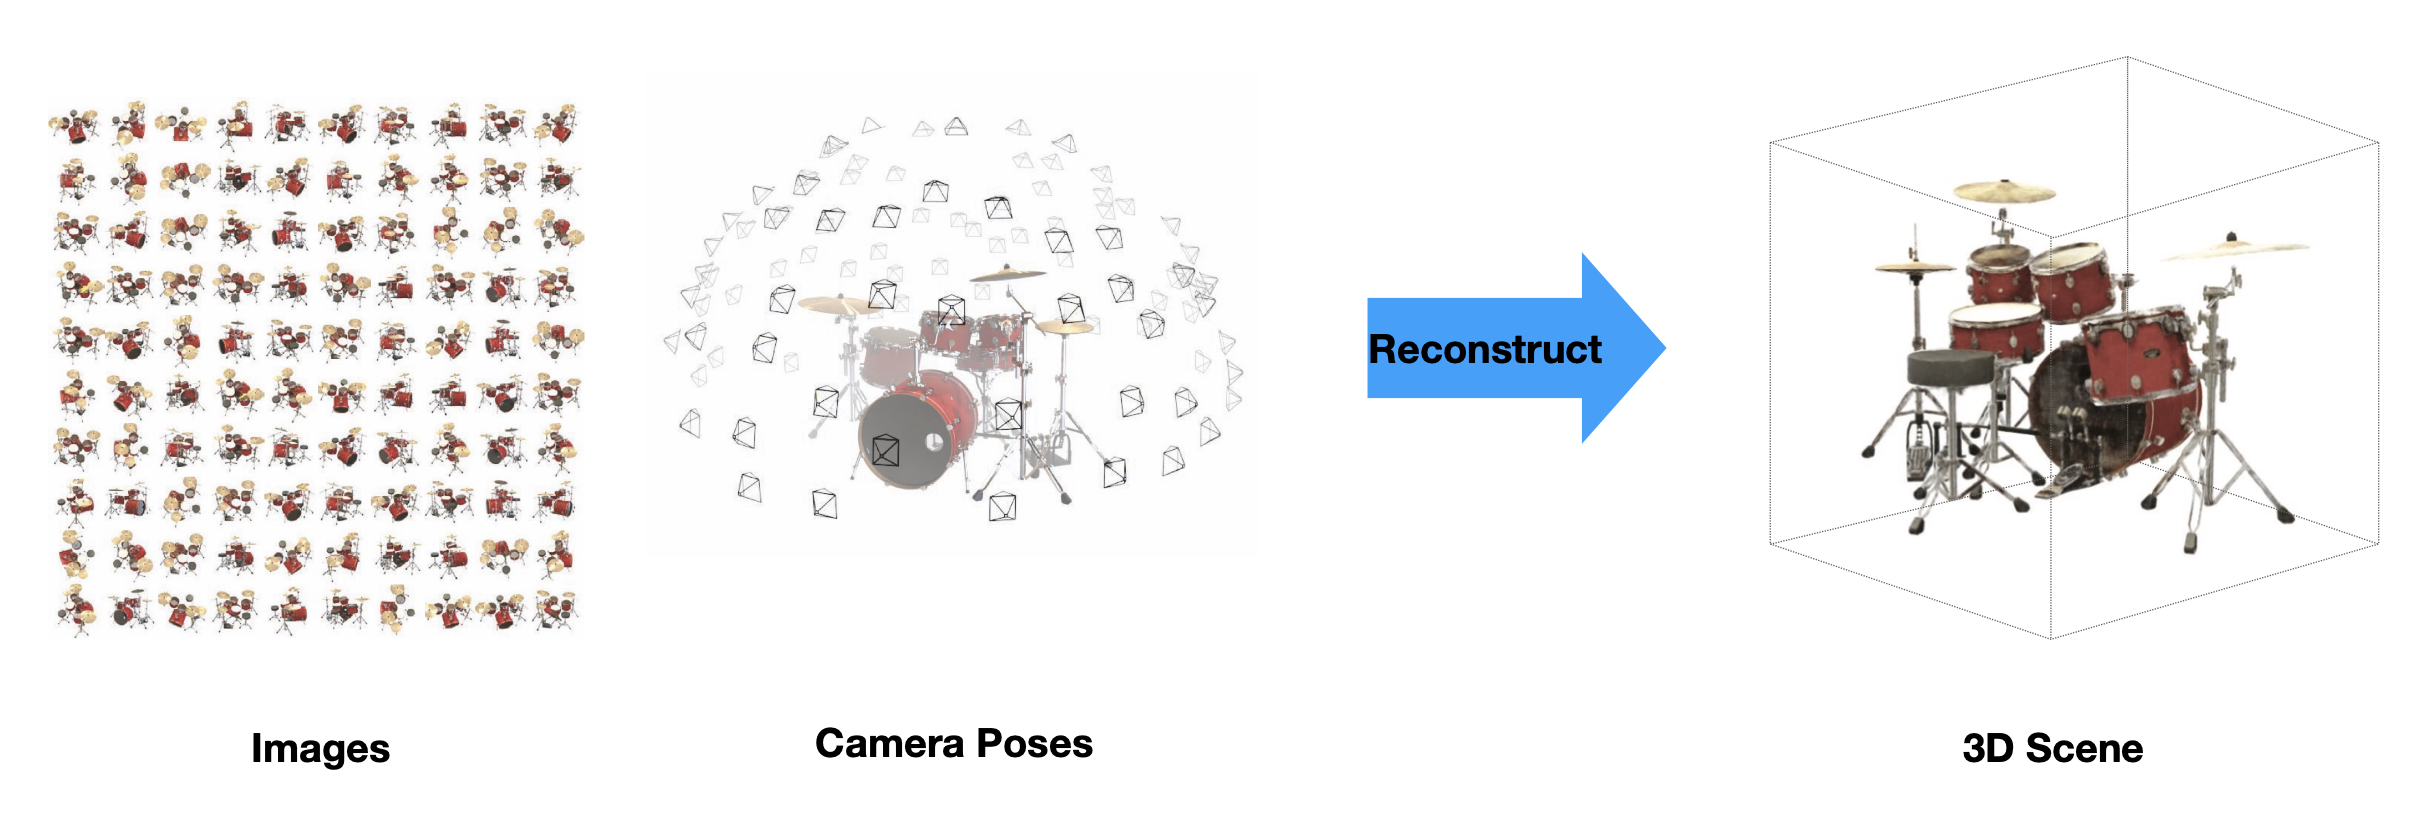 Reconstruct
Images
Camera Poses
3D Scene